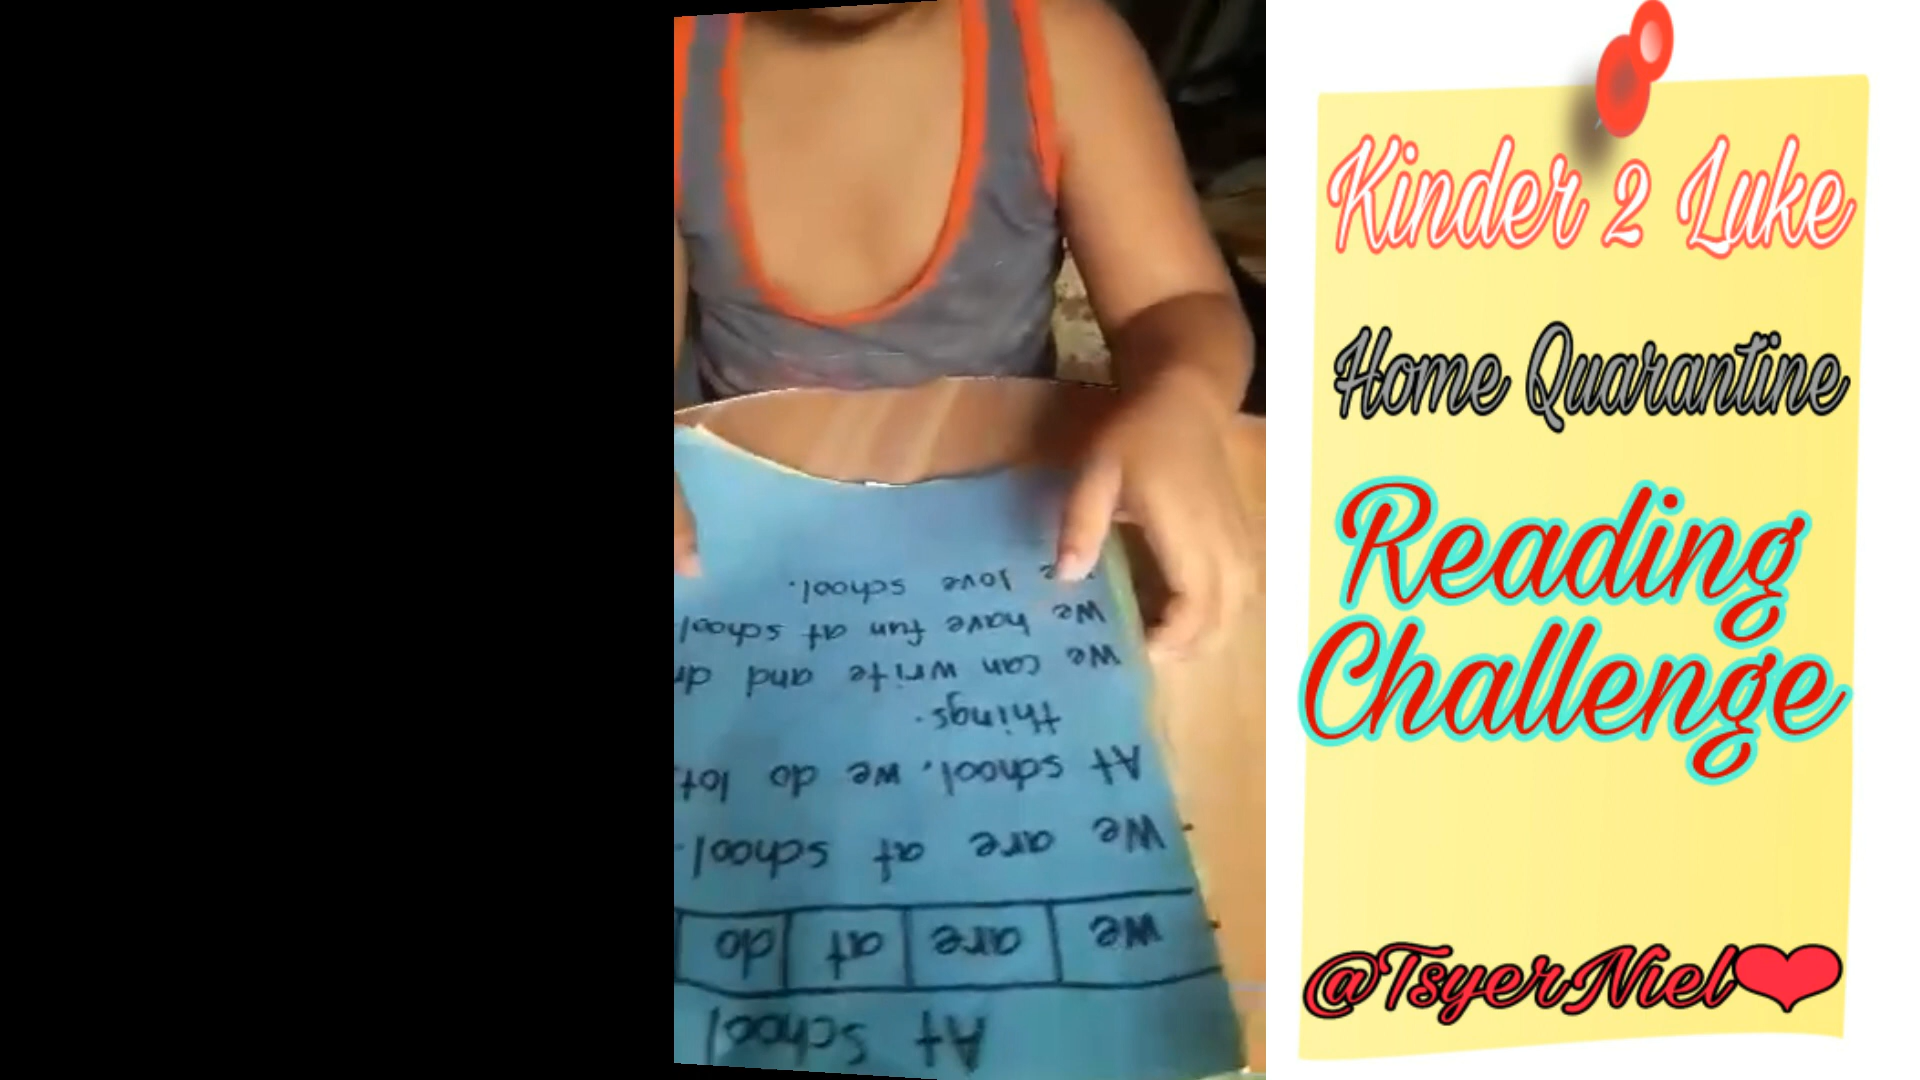 At School
we are at do
We are at school.
At school, we do lot
things.
We can write and dr
We have fun at school.
love school.
Kinder 2 Luke
Home Quarantine
Reading
Challenge
@TsyerNiel